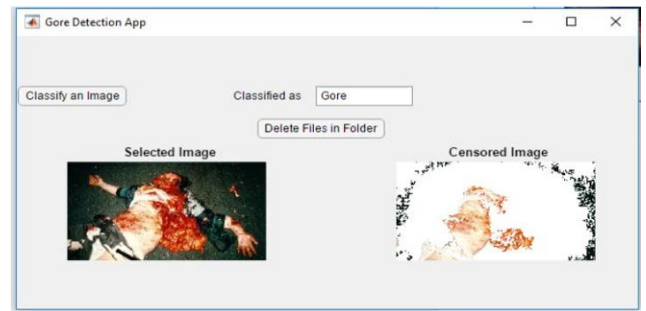 Gore Detection App
Classify an Image
Classified as
Gore
Delete Files in Folder
Selected Image
Censored Image